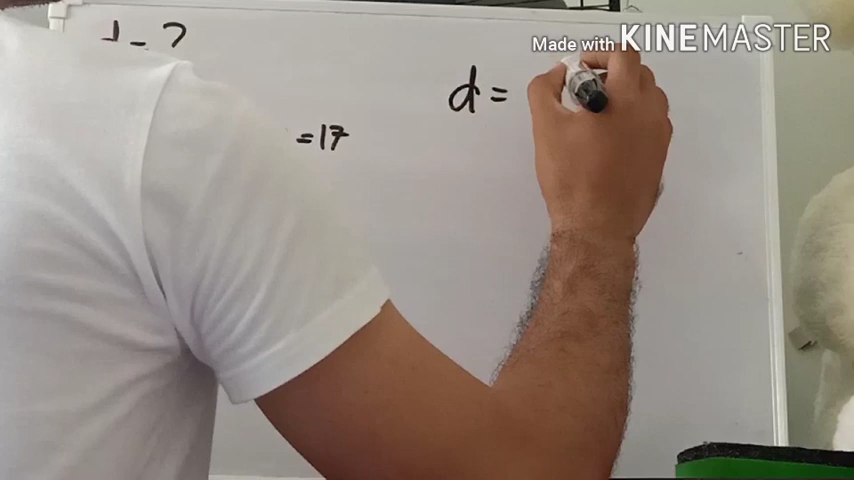 Made with KINEMASTER
d = ?
d =
=17